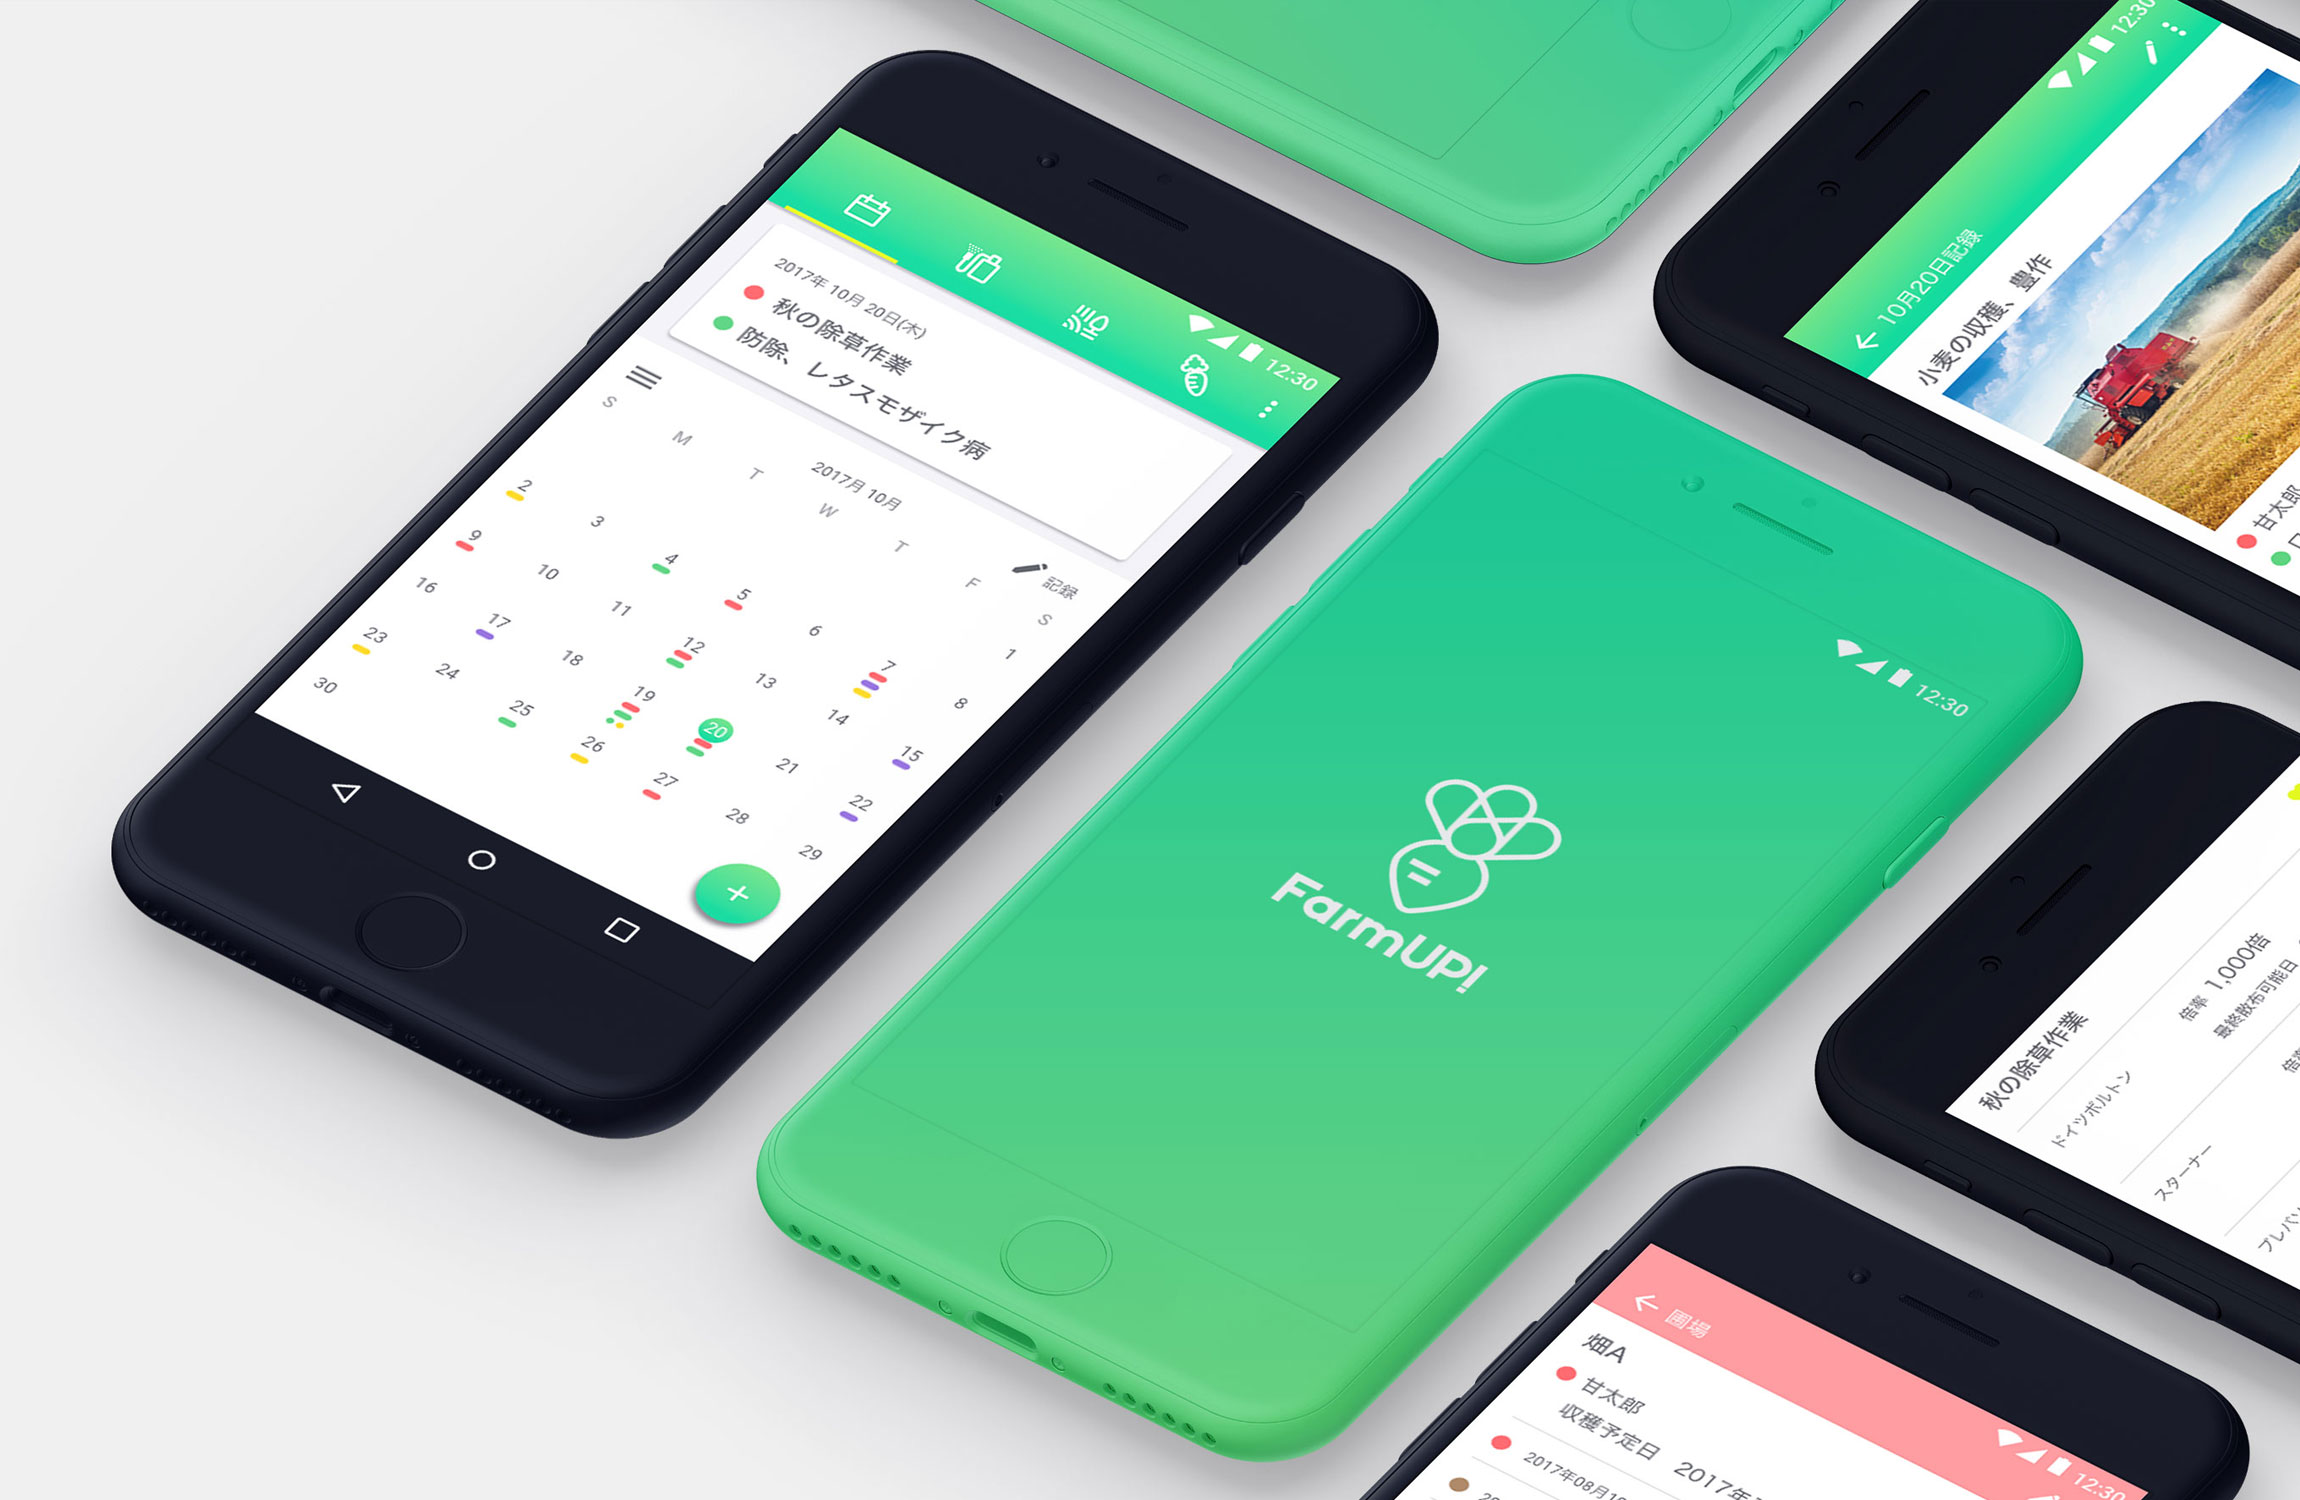 12:30
2017年 10月 20日(木)
秋の除草作業
防除、レタスモザイク病
2017月 10月
記録
S M T W T F S
1
2 3 4 5 6 7 8
9 10 11 12 13 14 15
16 17 18 19 20 21 22
23 24 25 26 27 28 29
30
12:30
FarmUP!
12:30
10月20日記録
小麦の収穫、豊作
甘太郎
秋の除草作業
ドイツボルトン
倍率 1,000倍
最終散布可能日
スターナー
12:30
圃場
畑A
甘太郎
収穫予定日 2017年
2017年08月1